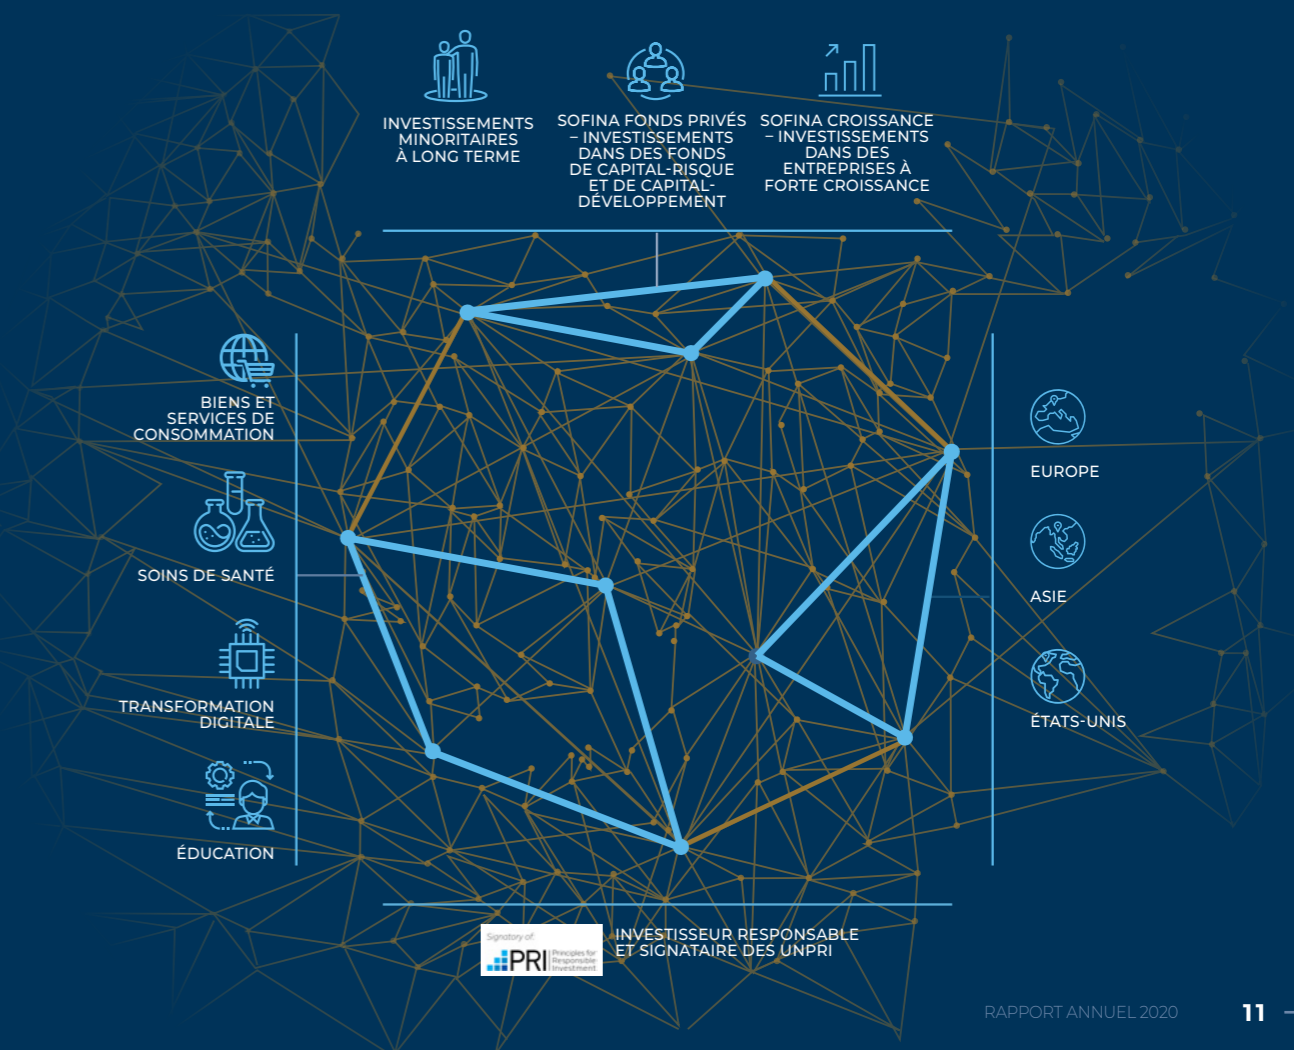 INVESTISSEMENTS
MINORITAIRES
À LONG TERME
SOFINA FONDS PRIVÉS
– INVESTISSEMENTS
DANS DES FONDS
DE CAPITAL-RISQUE
ET DE CAPITAL-
DÉVELOPPEMENT
SOFINA CROISSANCE
– INVESTISSEMENTS
DANS DES
ENTREPRISES À
FORTE CROISSANCE
BIENS ET
SERVICES DE
CONSOMMATION
SOINS DE SANTÉ
TRANSFORMATION
DIGITALE
ÉDUCATION
EUROPE
ASIE
ÉTATS-UNIS
Signatory of:
PRI
Principles for
Responsible
Investment
INVESTISSEUR RESPONSABLE
ET SIGNATAIRE DES UNPRI
RAPPORT ANNUEL 2020
11